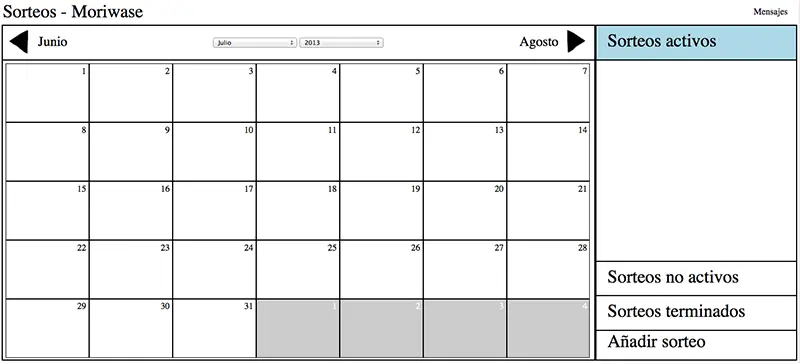 Sorteos - Moriwase
Mensajes
Junio
Julio
2013
Agosto
Sorteos activos
1 2 3 4 5 6 7
8 9 10 11 12 13 14
15 16 17 18 19 20 21
22 23 24 25 26 27 28
29 30 31 1 2 3 4
Sorteos no activos
Sorteos terminados
Añadir sorteo